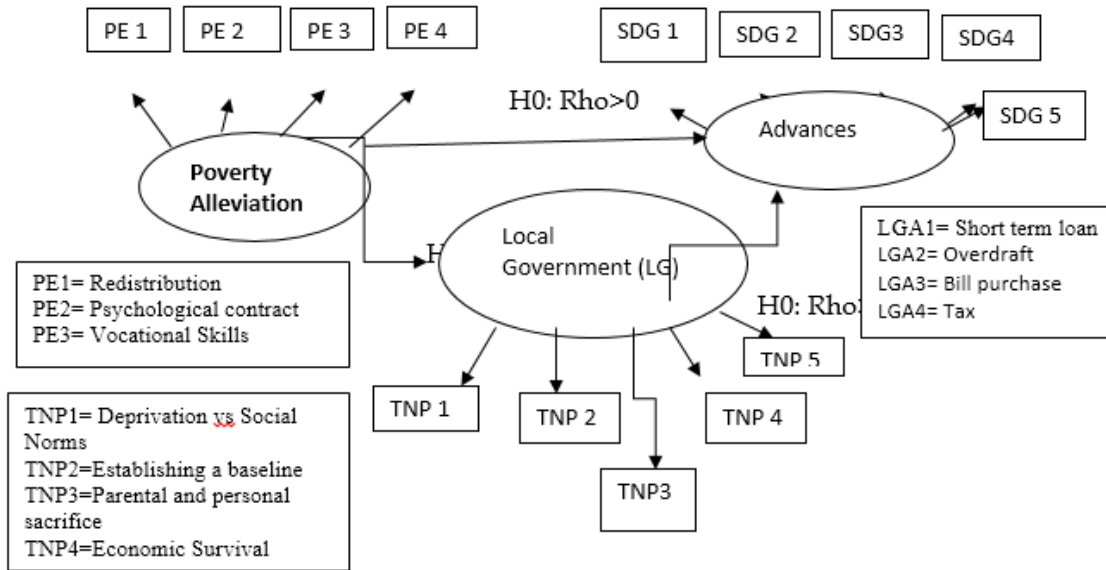 PE 1
PE 2
PE 3
PE 4
SDG 1
SDG 2
SDG3
SDG4
SDG 5
H0: Rho>0
Advances
Poverty
Alleviation
Local
Government (LG)
H
H0: Rho>
LGA1= Short term loan
LGA2= Overdraft
LGA3= Bill purchase
LGA4= Tax
PE1= Redistribution
PE2= Psychological contract
PE3= Vocational Skills
TNP 1
TNP 2
TNP3
TNP 4
TNP 5
TNP1= Deprivation vs Social
Norms
TNP2=Establishing a baseline
TNP3=Parental and personal
sacrifice
TNP4=Economic Survival